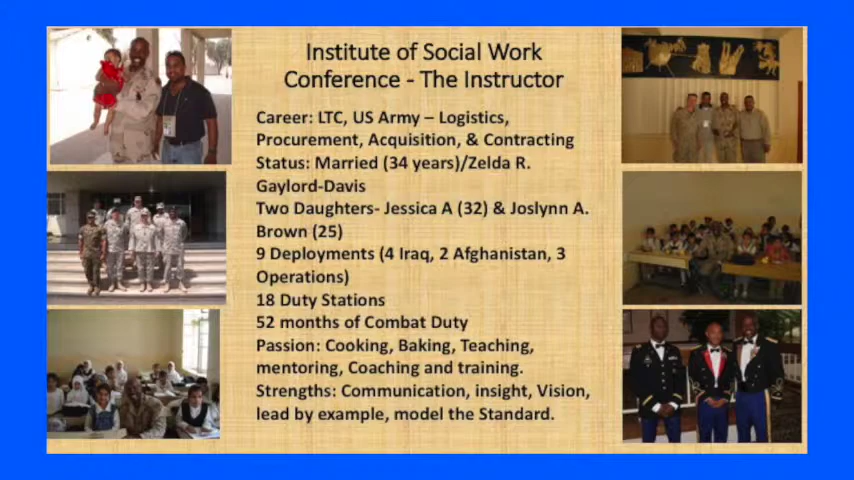 Institute of Social Work
Conference - The Instructor
Career: LTC, US Army – Logistics,
Procurement, Acquisition, & Contracting
Status: Married (34 years)/Zelda R.
Gaylord-Davis
Two Daughters- Jessica A (32) & Joslynn A.
Brown (25)
9 Deployments (4 Iraq, 2 Afghanistan, 3
Operations)
18 Duty Stations
52 months of Combat Duty
Passion: Cooking, Baking, Teaching,
mentoring, Coaching and training.
Strengths: Communication, insight, Vision,
lead by example, model the Standard.